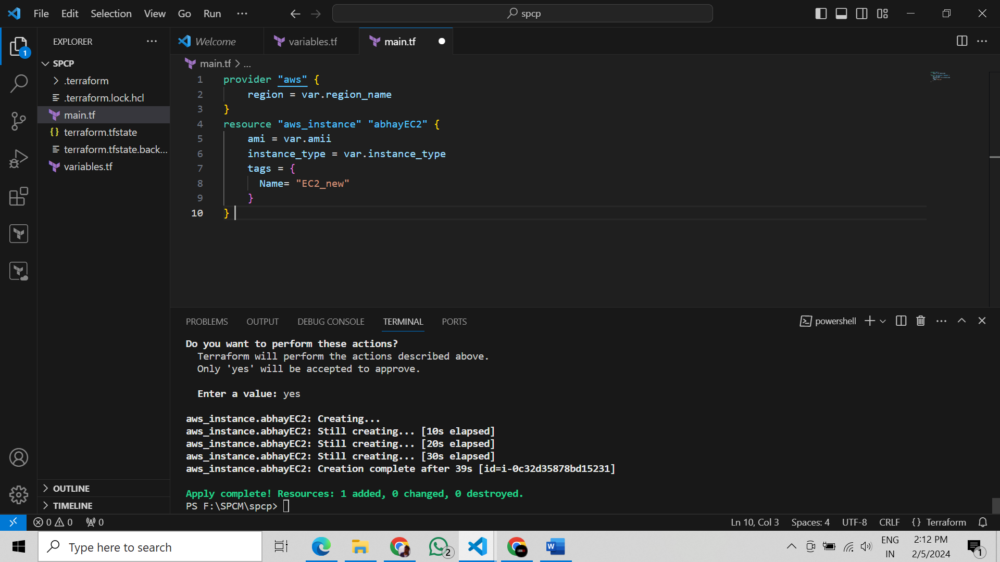 File Edit Selection View Go Run ...
spcp
EXPLORER
SPCP
.terraform
.terraform.lock.hcl
main.tf
terraform.tfstate
terraform.tfstate.back...
variables.tf
OUTLINE
TIMELINE
1
Welcome
variables.tf
main.tf
main.tf > ...
1 provider "aws" {
2 region = var.region_name
3 }
4 resource "aws_instance" "abhayEC2" {
5 ami = var.amii
6 instance_type = var.instance_type
7 tags = {
8 Name= "EC2_new"
9 }
10 }
PROBLEMS OUTPUT DEBUG CONSOLE TERMINAL PORTS
powershell
Do you want to perform these actions?
Terraform will perform the actions described above.
Only 'yes' will be accepted to approve.
Enter a value: yes
aws_instance.abhayEC2: Creating...
aws_instance.abhayEC2: Still creating... [10s elapsed]
aws_instance.abhayEC2: Still creating... [20s elapsed]
aws_instance.abhayEC2: Still creating... [30s elapsed]
aws_instance.abhayEC2: Creation complete after 39s [id=i-0c32d35878bd15231]
Apply complete! Resources: 1 added, 0 changed, 0 destroyed.
PS F:\SPCM\spcp>
0 0 0
Ln 10, Col 3 Spaces: 4 UTF-8 CRLF {} Terraform
Type here to search
2
W
ENG
IN
2:12 PM
2/5/2024
1